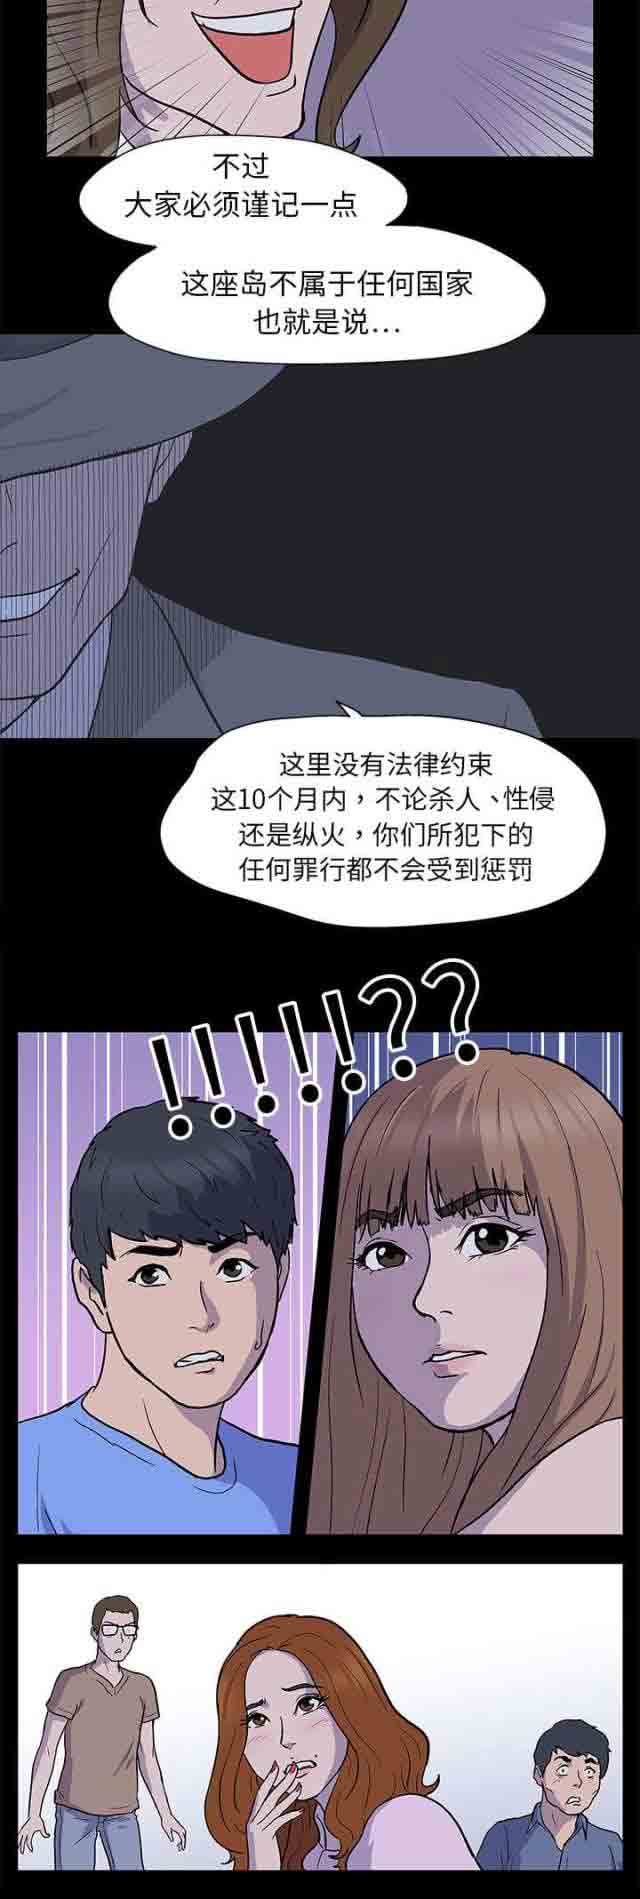 不过
大家必须谨记一点
这座岛不属于任何国家
也就是说...
这里没有法律约束
这10个月内，不论杀人、性侵
还是纵火，你们所犯下的
任何罪行都不会受到惩罚
!!!!!!??